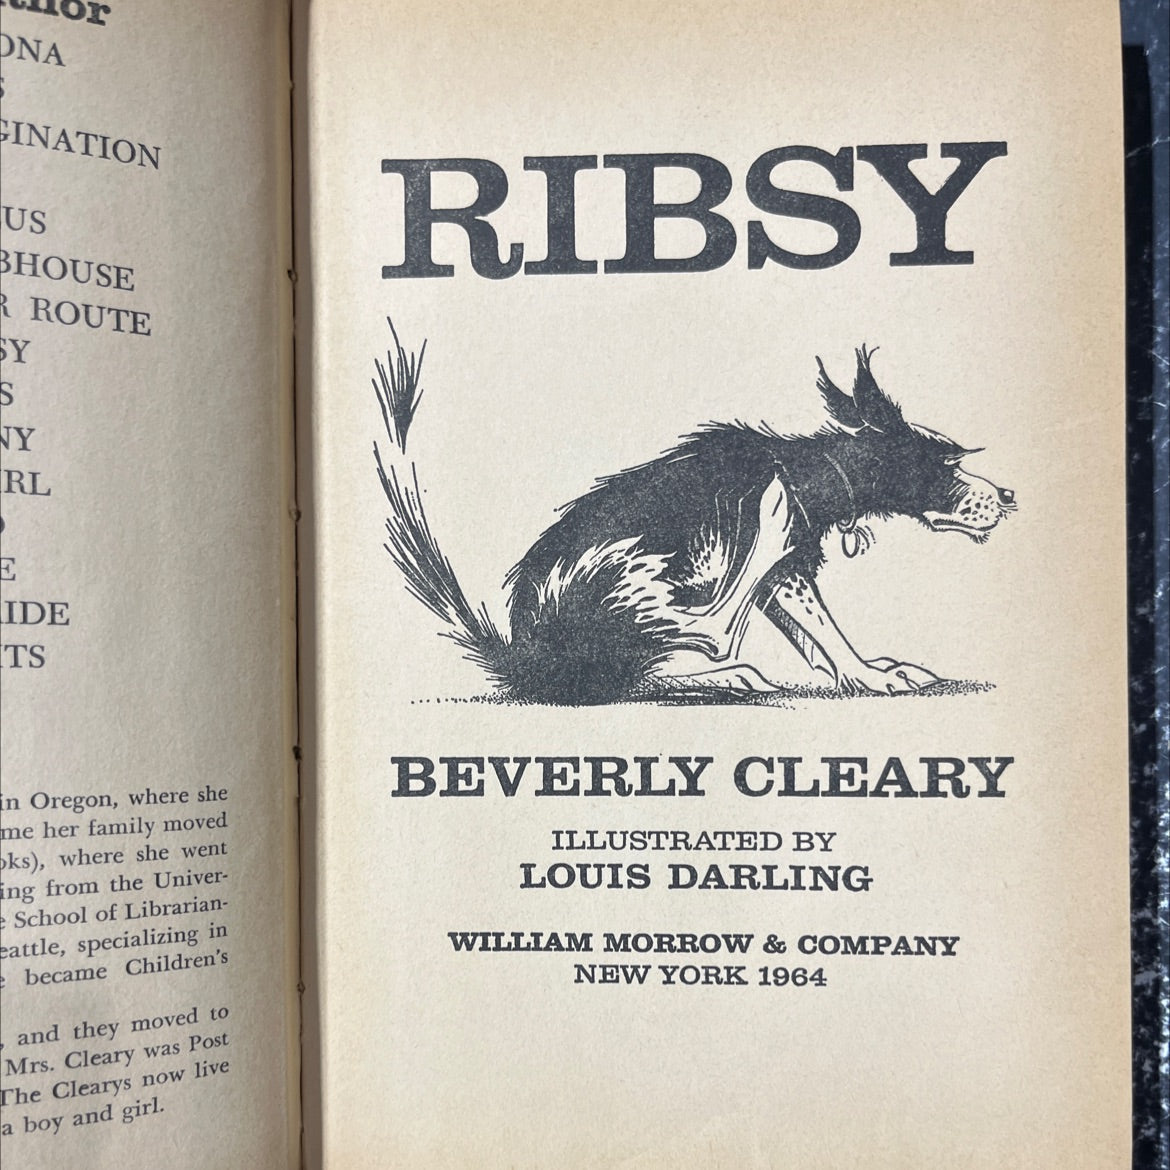 ONA
GINATION
US
BHOUSE
R ROUTE
SY
S
NY
IRL
E
IDE
TS
in Oregon, where she
me her family moved
oks), where she went
ing from the Univer-
e School of Librarian-
eattle, specializing in
e became Children's
, and they moved to
Mrs. Cleary was Post
The Clearys now live
a boy and girl.
RIBSY
BEVERLY CLEARY
ILLUSTRATED BY
LOUIS DARLING
WILLIAM MORROW & COMPANY
NEW YORK 1964